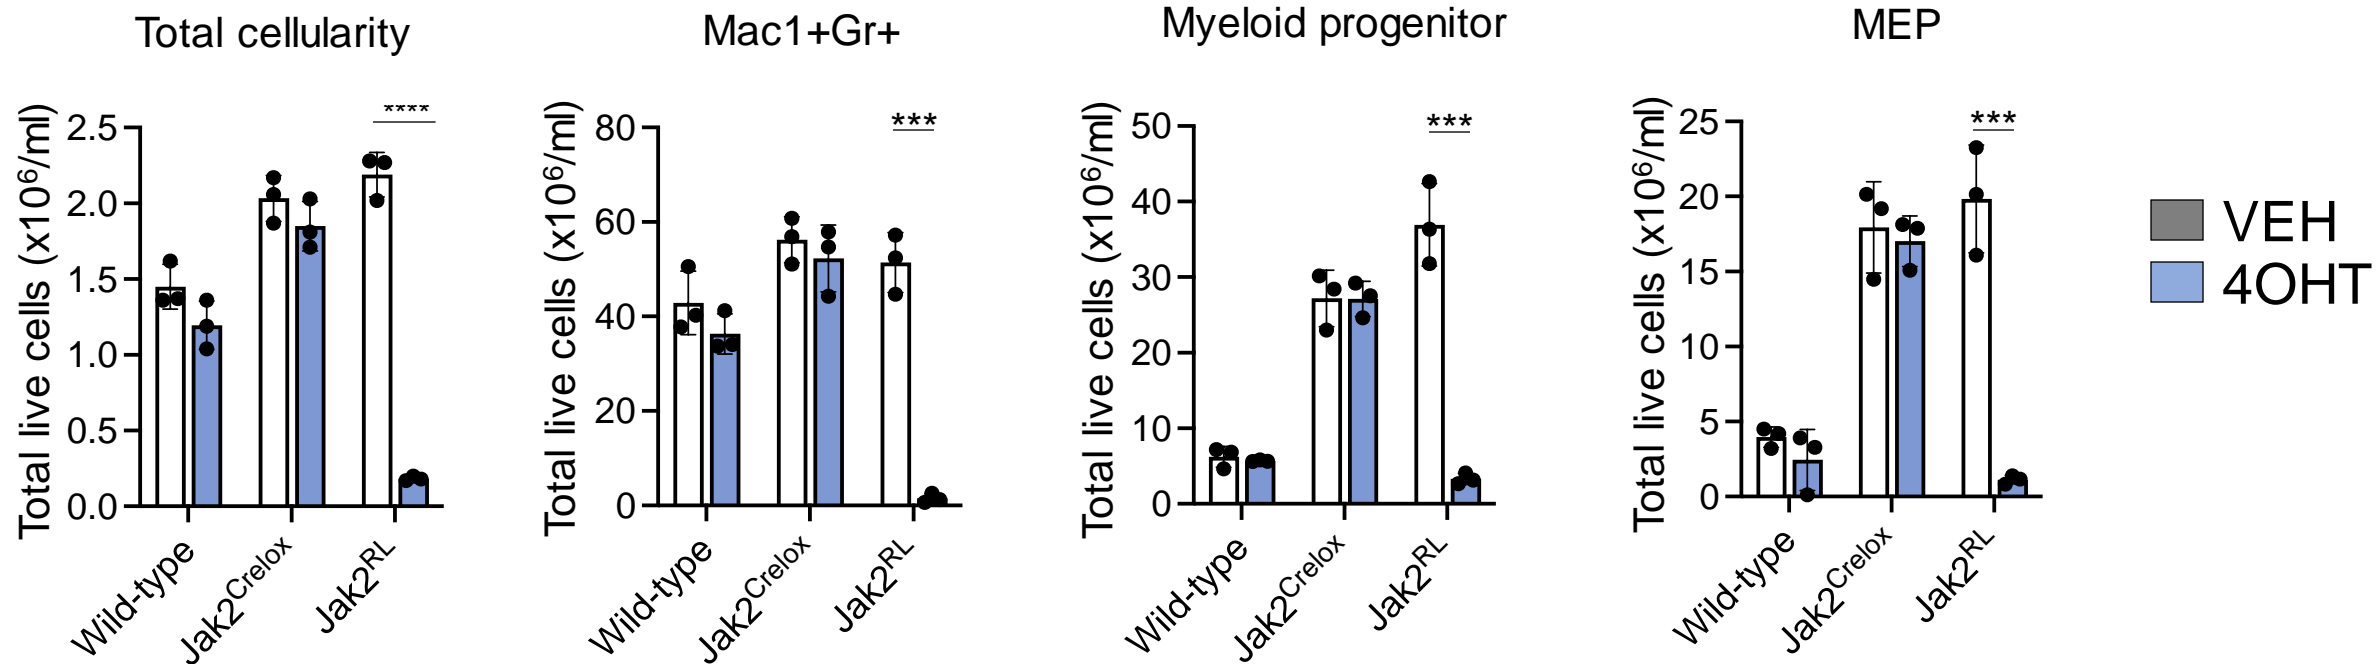 Total cellularity
Total live cells (x10⁶/ml)
2.5
2.0
1.5
1.0
0.5
0.0
****
Wild-type
Jak2^Crelox
Jak2^RL
Mac1+Gr+
Total live cells (x10⁶/ml)
80
60
40
20
0
***
Wild-type
Jak2^Crelox
Jak2^RL
Myeloid progenitor
Total live cells (x10⁶/ml)
50
40
30
20
10
0
***
Wild-type
Jak2^Crelox
Jak2^RL
MEP
Total live cells (x10⁶/ml)
25
20
15
10
5
0
***
Wild-type
Jak2^Crelox
Jak2^RL
VEH
4OHT